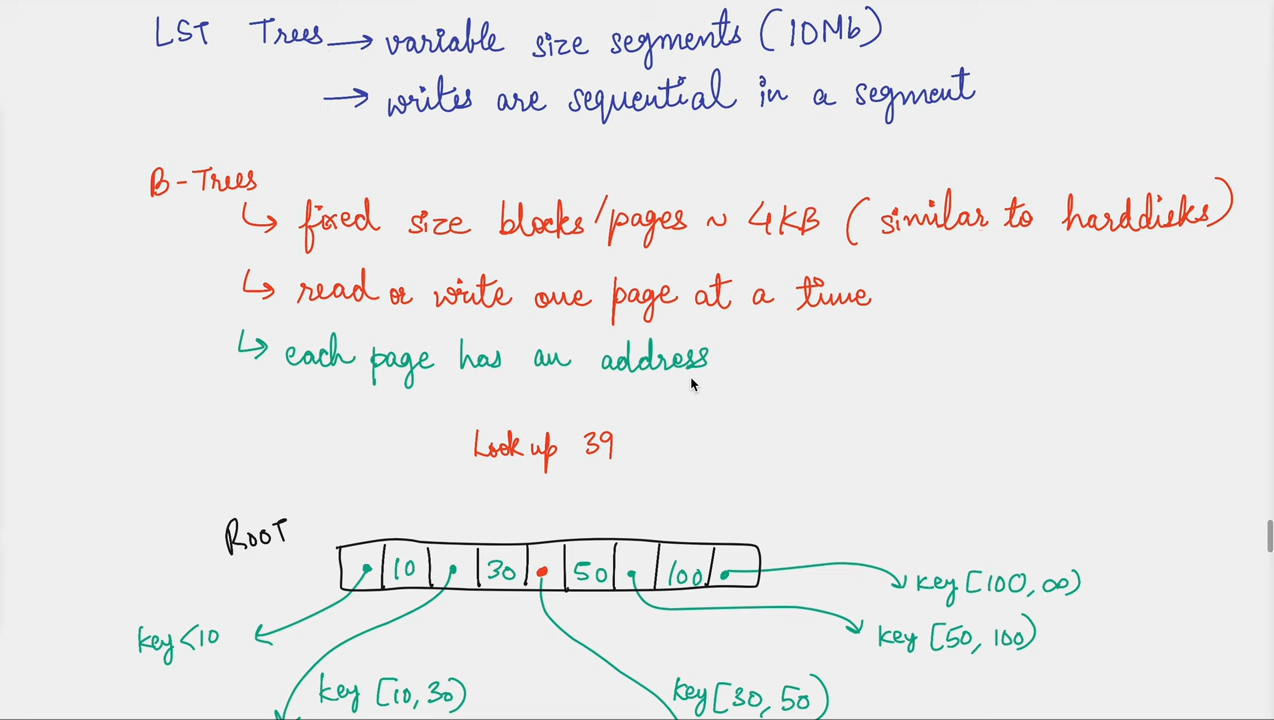 LST Trees → variable size segments (10Mb)
→ writes are sequential in a segment
B-Trees
↳ fixed size blocks/pages ~ 4KB (similar to harddisks)
↳ read or write one page at a time
↳ each page has an address
Look up 39
ROOT
10 30 50 100
key [100, ∞)
key<10
key [50, 100)
key [10, 30)
key [30, 50)